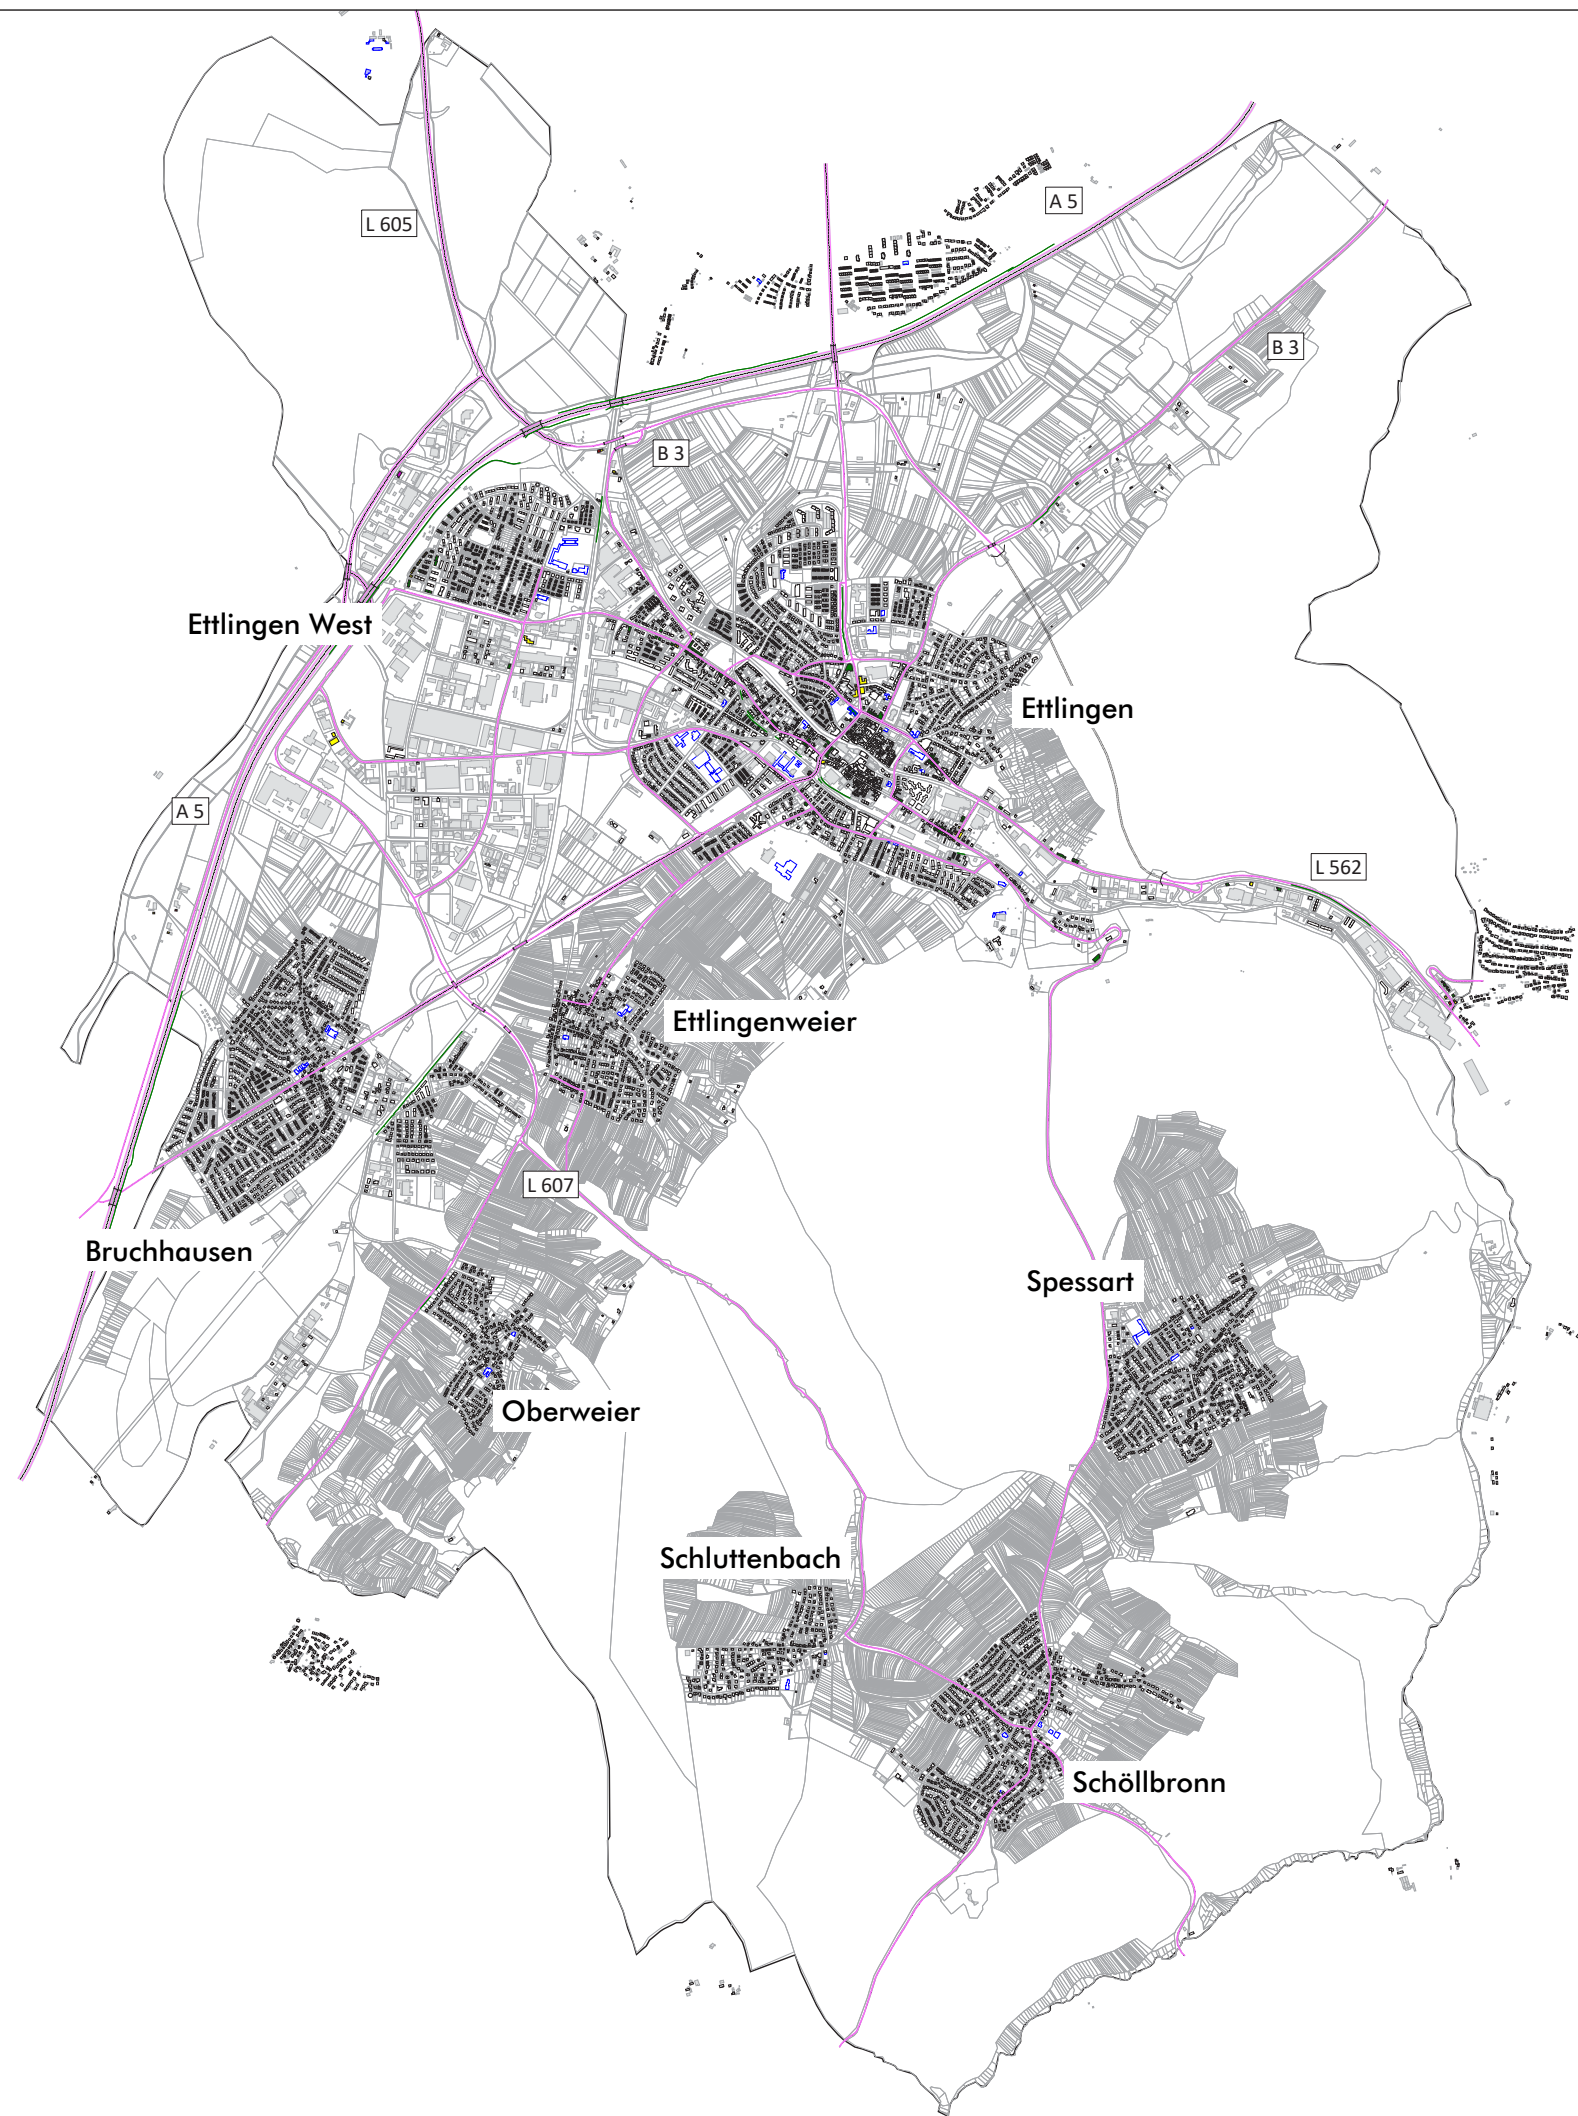 A 5
L 605
B 3
B 3
Ettlingen West
Ettlingen
A 5
L 562
Ettlingenweier
L 607
Bruchhausen
Spessart
Oberweier
Schluttenbach
Schöllbronn